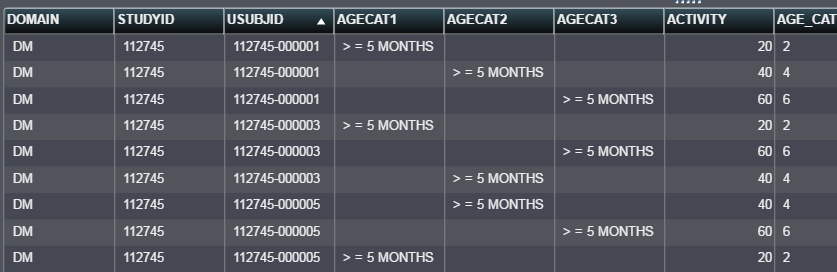 DOMAIN STUDYID USUBJID AGECAT1 AGECAT2 AGECAT3 ACTIVITY AGE_CAT
DM 112745 112745-000001 > = 5 MONTHS 20 2
DM 112745 112745-000001 > = 5 MONTHS 40 4
DM 112745 112745-000001 > = 5 MONTHS 60 6
DM 112745 112745-000003 > = 5 MONTHS 20 2
DM 112745 112745-000003 > = 5 MONTHS 60 6
DM 112745 112745-000003 > = 5 MONTHS 40 4
DM 112745 112745-000005 > = 5 MONTHS 40 4
DM 112745 112745-000005 > = 5 MONTHS 60 6
DM 112745 112745-000005 > = 5 MONTHS 20 2